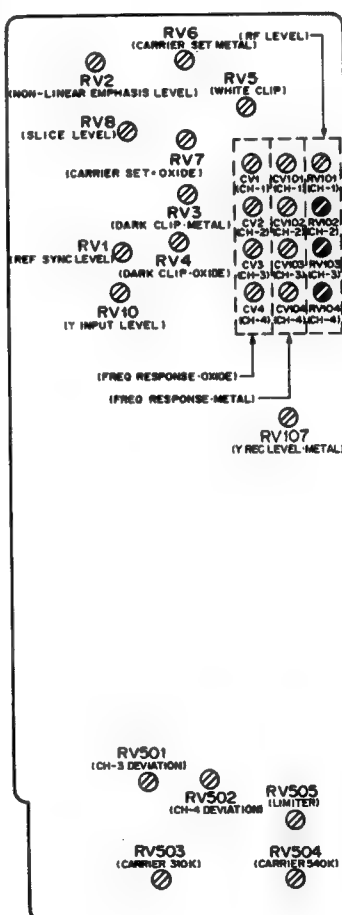 RV6
(CARRIER SET METAL)
(RF LEVEL)
RV2
(NON-LINEAR EMPHASIS LEVEL)
RV5
(WHITE CLIP)
RV8
(SLICE LEVEL)
RV7
(CARRIER SET-OXIDE)
CV1
(CH-1)
CV101
(CH-1)
RV101
(CH-1)
RV3
(DARK CLIP-METAL)
CV2
(CH-2)
CV102
(CH-2)
RV102
(CH-2)
RV1
(REF SYNC LEVEL)
RV4
(DARK CLIP-OXIDE)
CV3
(CH-3)
CV103
(CH-3)
RV103
(CH-3)
RV10
(Y INPUT LEVEL)
CV4
(CH-4)
CV104
(CH-4)
RV104
(CH-4)
(FREQ RESPONSE-OXIDE)
(FREQ RESPONSE-METAL)
RV107
(Y REC LEVEL-METAL)
RV501
(CH-3 DEVIATION)
RV502
(CH-4 DEVIATION)
RV505
(LIMITER)
RV503
(CARRIER 310K)
RV504
(CARRIER 540K)